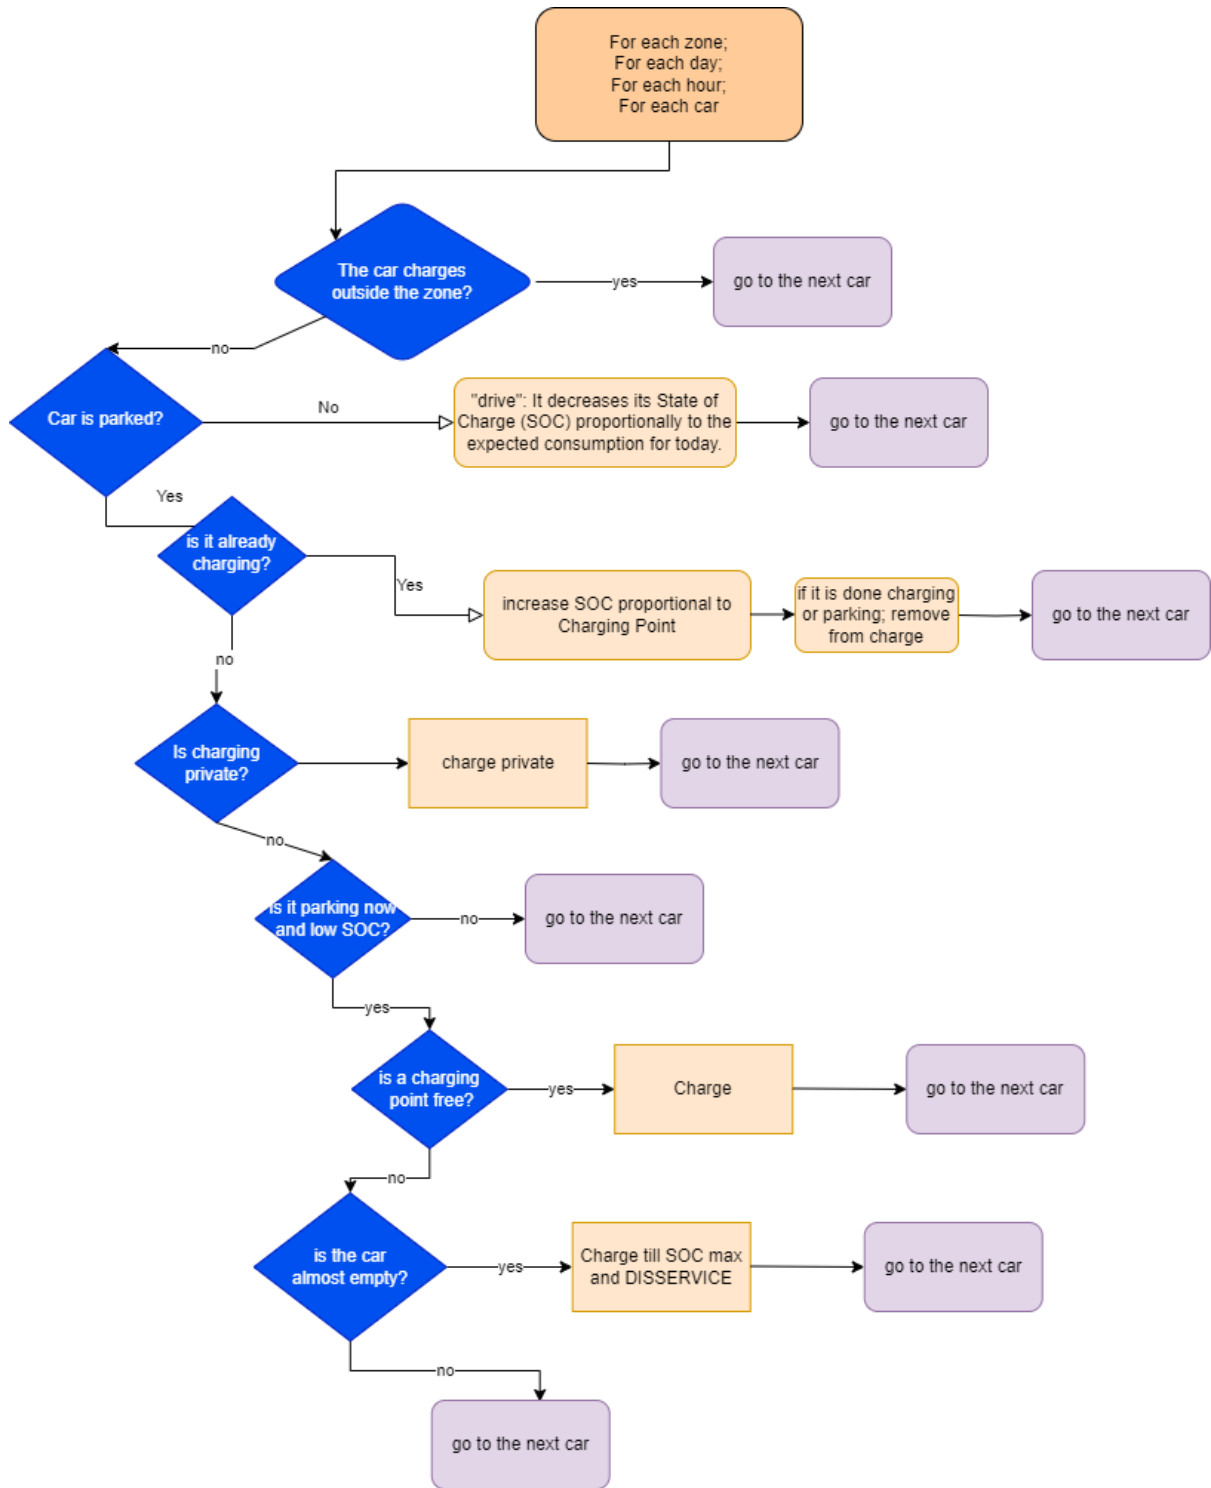 For each zone;
For each day;
For each hour;
For each car
The car charges
outside the zone?
yes
go to the next car
no
Car is parked?
No
"drive": It decreases its State of
Charge (SOC) proportionally to the
expected consumption for today.
go to the next car
Yes
is it already
charging?
Yes
increase SOC proportional to
Charging Point
if it is done charging
or parking; remove
from charge
go to the next car
no
Is charging
private?
charge private
go to the next car
no
Is it parking now
and low SOC?
no
go to the next car
yes
is a charging
point free?
yes
Charge
go to the next car
no
is the car
almost empty?
yes
Charge till SOC max
and DISSERVICE
go to the next car
no
go to the next car